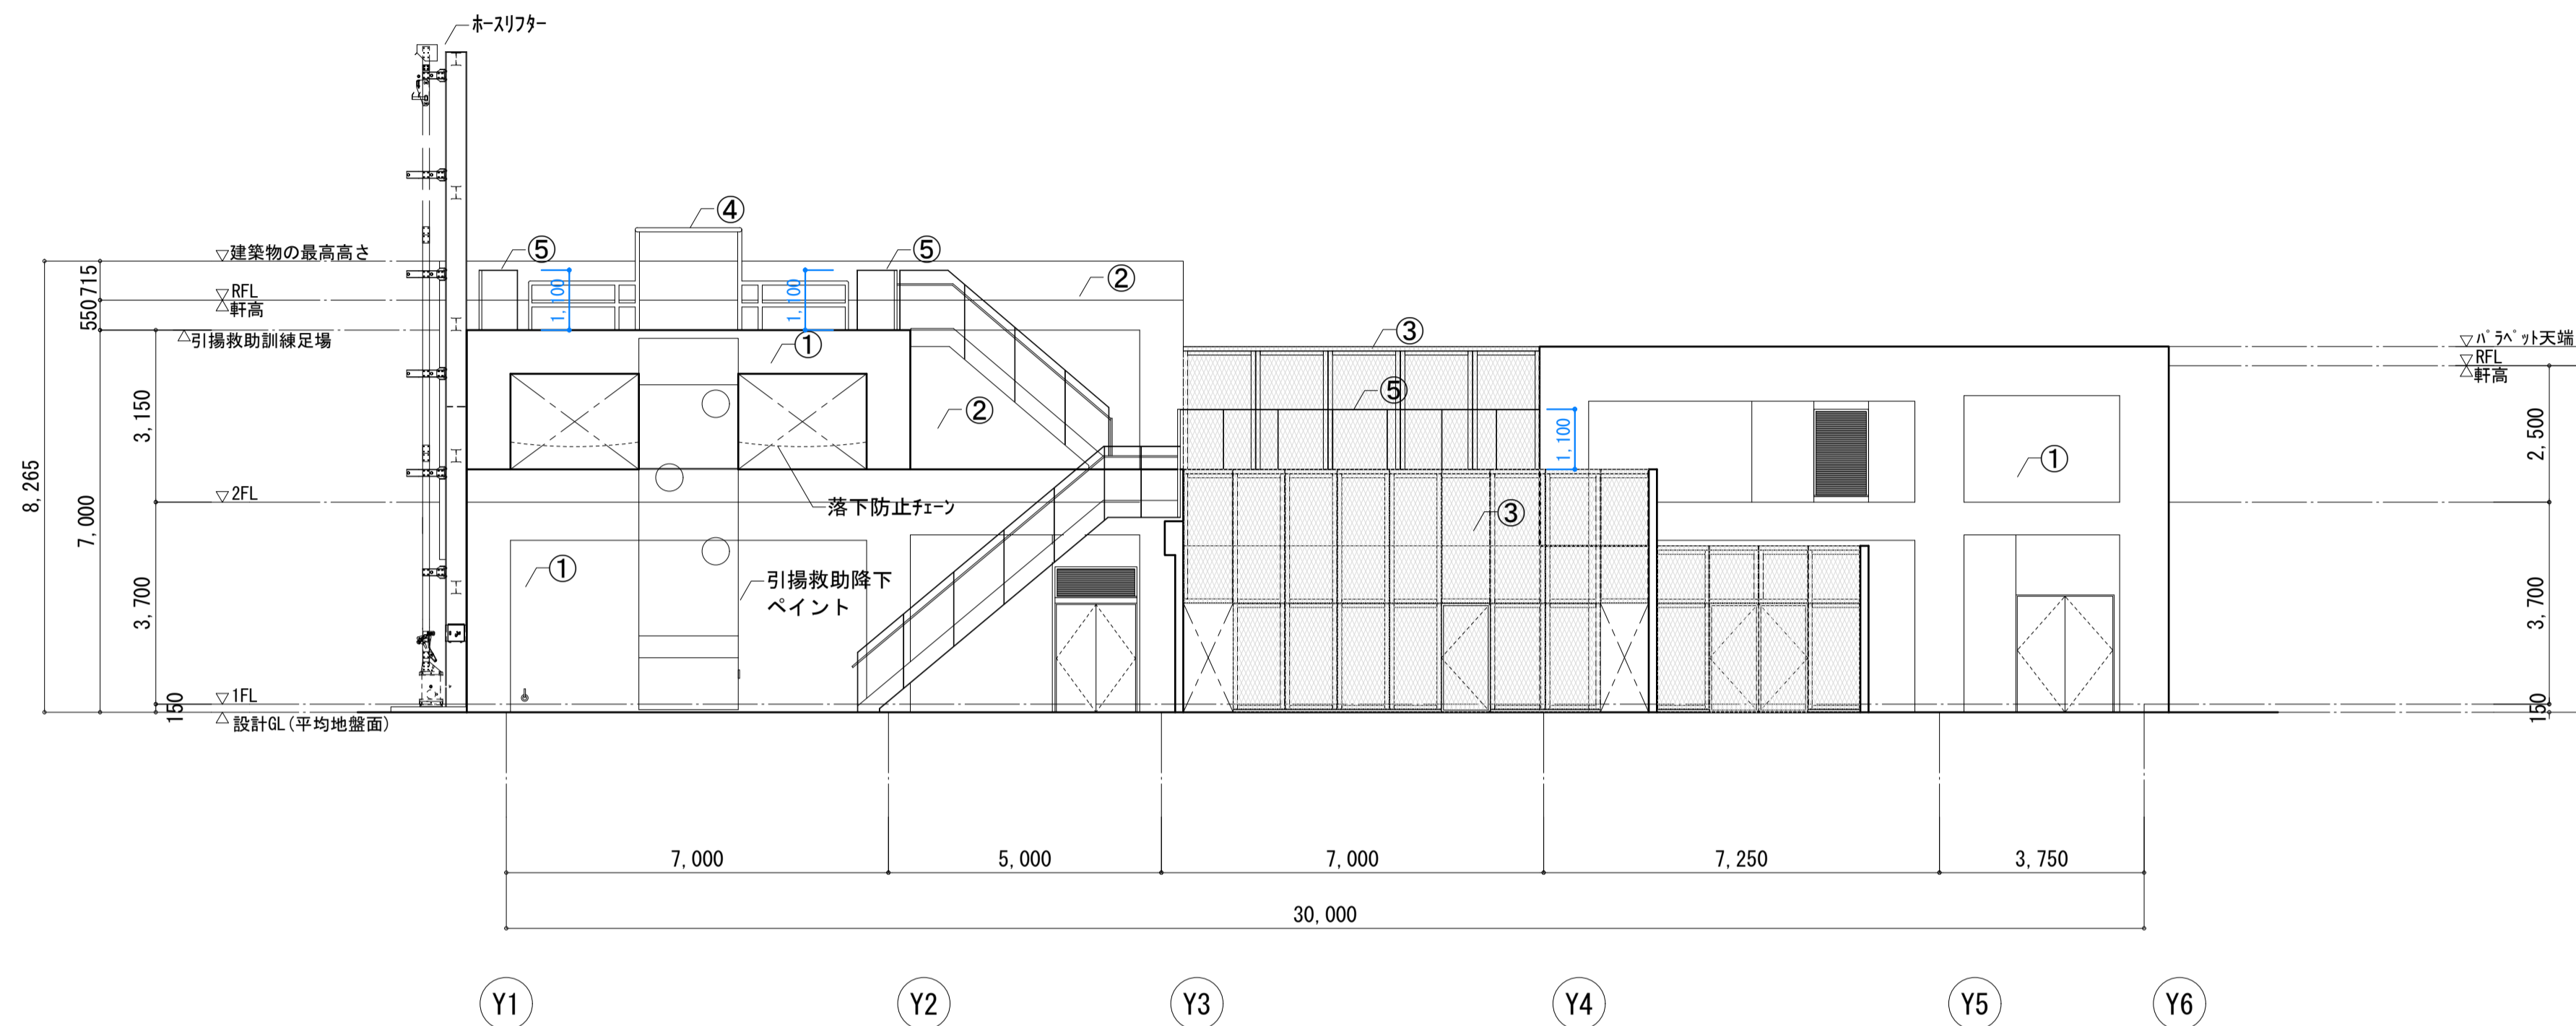 ホースリフター
④
⑤
⑤
②
▽建築物の最高高さ
▽RFL
△軒高
△引揚救助訓練足場
715
550
1,100
1,100
①
③
▽パラペット天端
▽RFL
△軒高
⑤
②
1,100
3,150
8,265
7,000
2,500
①
▽2FL
落下防止チェーン
③
①
引揚救助降下
ペイント
3,700
3,700
▽1FL
150
△設計GL(平均地盤面)
150
7,000
5,000
7,000
7,250
3,750
30,000
Y1
Y2
Y3
Y4
Y5
Y6